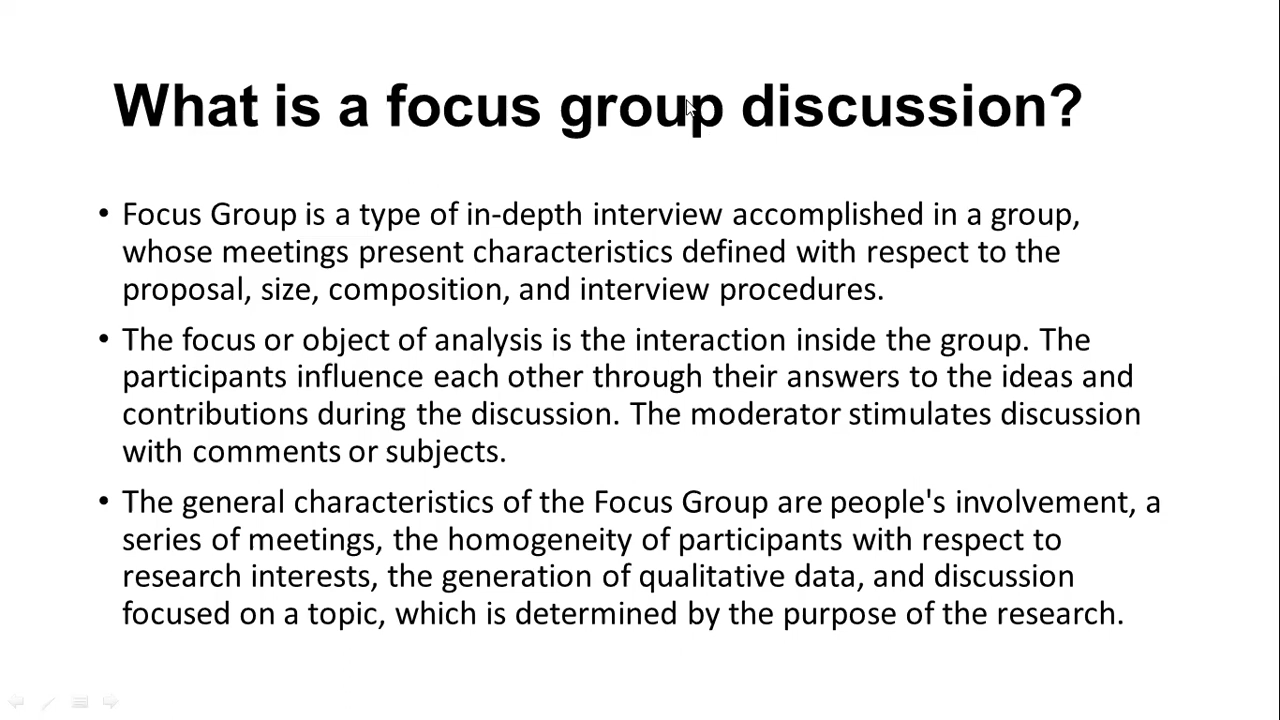 What is a focus group discussion?
• Focus Group is a type of in-depth interview accomplished in a group,
whose meetings present characteristics defined with respect to the
proposal, size, composition, and interview procedures.
• The focus or object of analysis is the interaction inside the group. The
participants influence each other through their answers to the ideas and
contributions during the discussion. The moderator stimulates discussion
with comments or subjects.
• The general characteristics of the Focus Group are people's involvement, a
series of meetings, the homogeneity of participants with respect to
research interests, the generation of qualitative data, and discussion
focused on a topic, which is determined by the purpose of the research.